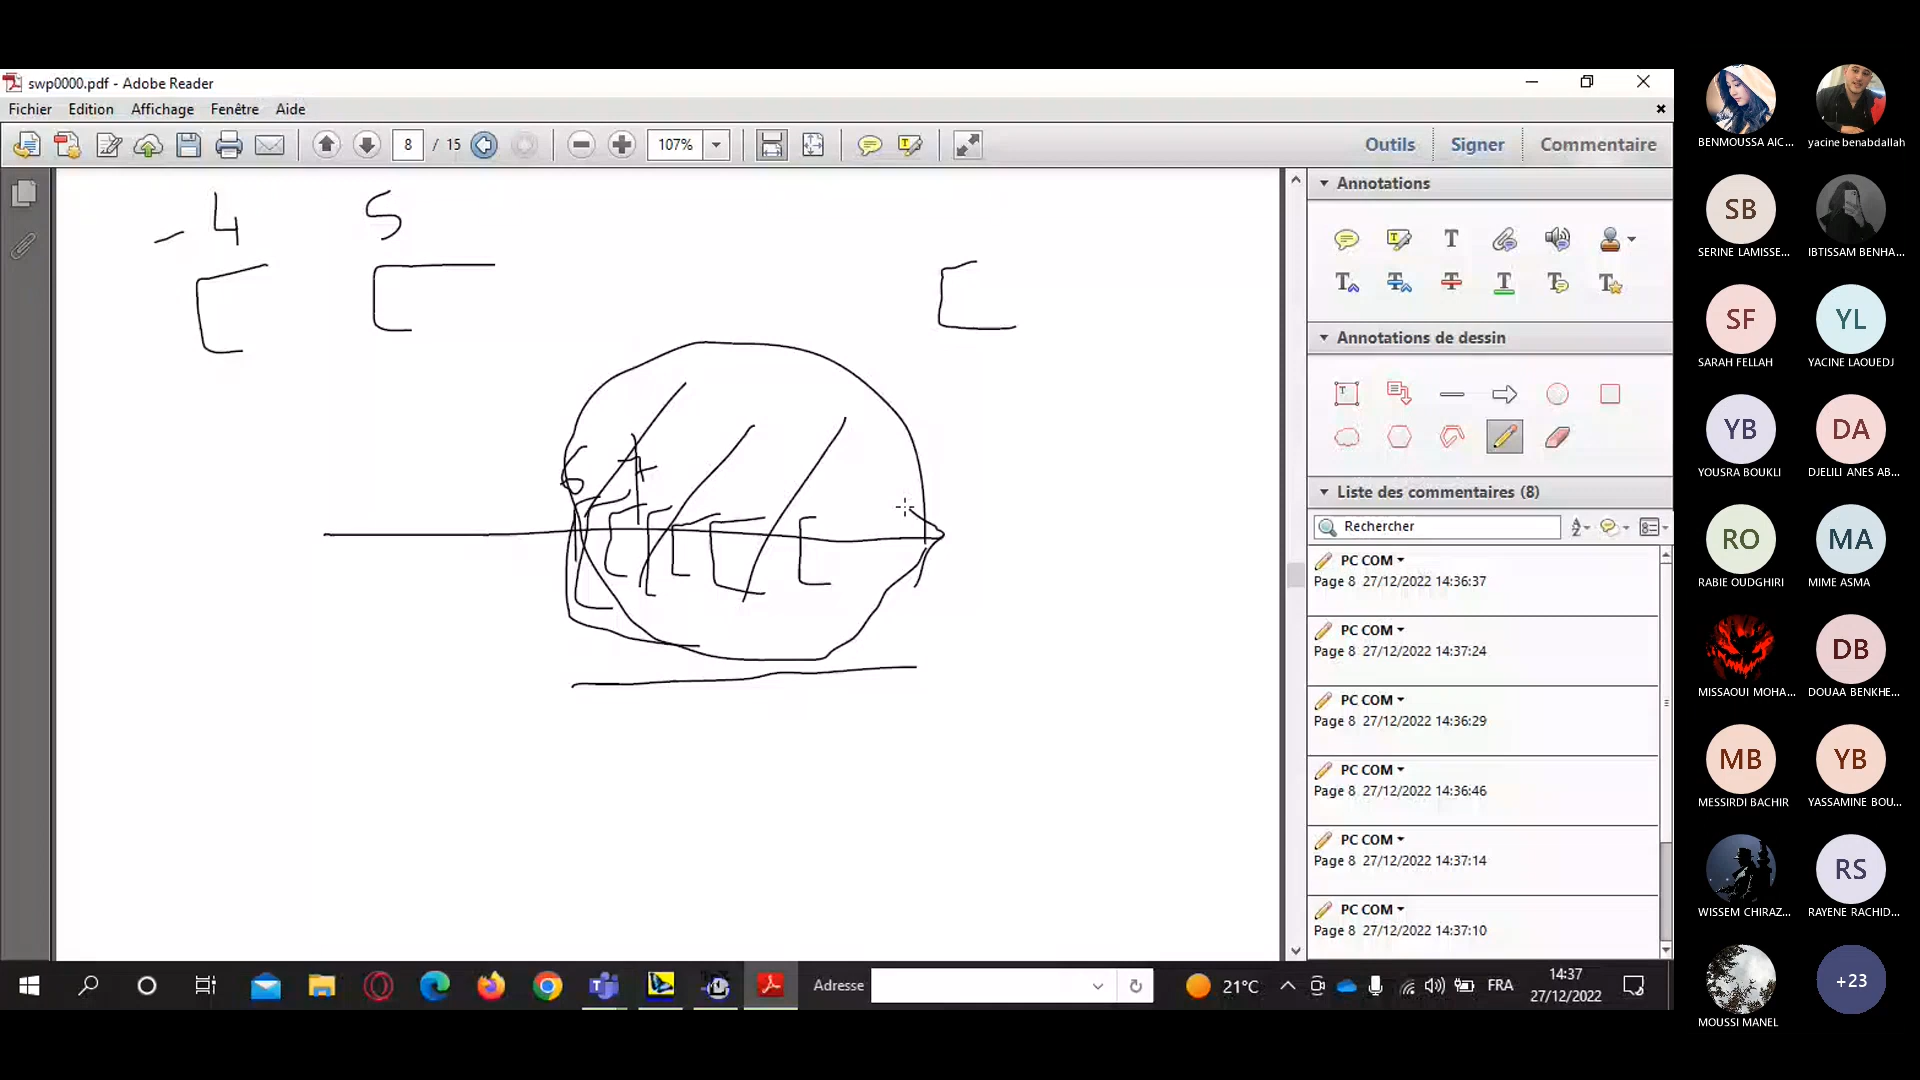 swp0000.pdf - Adobe Reader
Fichier Edition Affichage Fenêtre Aide
8 / 15 107% Outils Signer Commentaire
- 4 5
Annotations
Annotations de dessin
Liste des commentaires (8)
Rechercher
PC COM
Page 8 27/12/2022 14:36:37
PC COM
Page 8 27/12/2022 14:37:24
PC COM
Page 8 27/12/2022 14:36:29
PC COM
Page 8 27/12/2022 14:36:46
PC COM
Page 8 27/12/2022 14:37:14
PC COM
Page 8 27/12/2022 14:37:10
Adresse 21°C FRA 14:37
27/12/2022
BENMOUSSA AIC... yacine benabdallah
SB
SERINE LAMISSE... IBTISSAM BENHA...
SF YL
SARAH FELLAH YACINE LAOUEDJ
YB DA
YOUSRA BOUKLI DJELILI ANES AB...
RO MA
RABIE OUDGHIRI MIME ASMA
DB
MISSAOUI MOHA... DOUAA BENKHE...
MB YB
MESSIRDI BACHIR YASSAMINE BOU...
RS
WISSEM CHIRAZ... RAYENE RACHID...
+23
MOUSSI MANEL